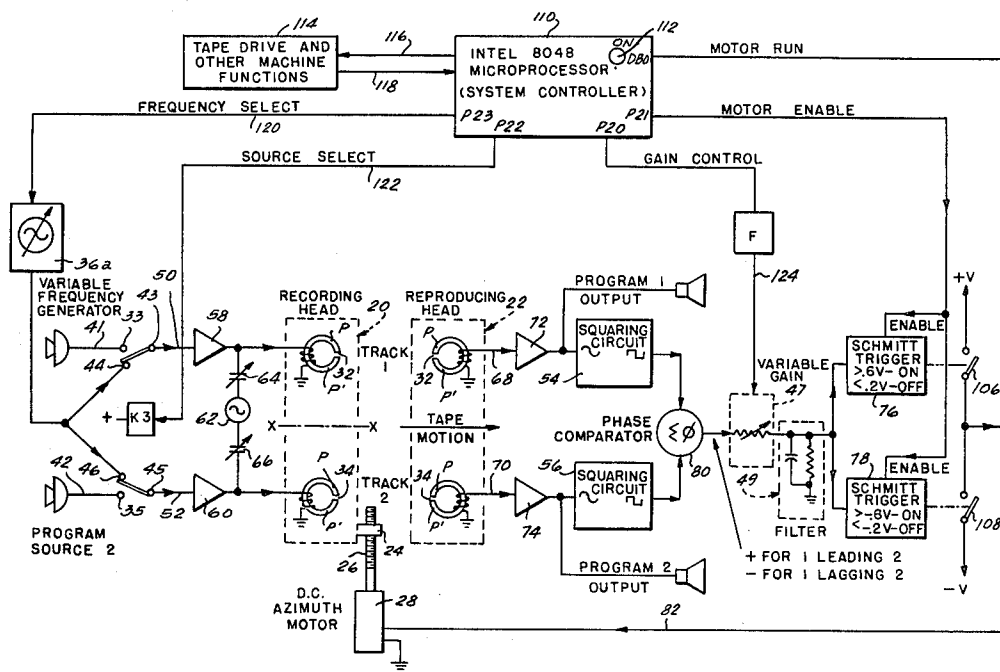 114
TAPE DRIVE AND
OTHER MACHINE
FUNCTIONS
116
118
110
INTEL 8048
MICROPROCESSOR
(SYSTEM CONTROLLER)
ON
DB0
112
P23
P22
P20
P21
MOTOR RUN
MOTOR ENABLE
FREQUENCY SELECT
120
SOURCE SELECT
122
GAIN CONTROL
F
124
36a
VARIABLE
FREQUENCY
GENERATOR
41
33
43
50
44
58
64
62
66
+
K3
42
46
45
35
52
60
PROGRAM
SOURCE 2
RECORDING
HEAD
20
P
32
P'
TRACK
1
X
X
P
34
P'
TRACK
2
24
26
D.C.
AZIMUTH
MOTOR
28
REPRODUCING
HEAD
22
P
32
P'
68
72
TAPE
MOTION
P
34
P'
70
74
PROGRAM 1
OUTPUT
SQUARING
CIRCUIT
54
56
SQUARING
CIRCUIT
PROGRAM 2
OUTPUT
PHASE
COMPARATOR
Σ Φ
80
VARIABLE
GAIN
47
49
FILTER
+ FOR 1 LEADING 2
- FOR 1 LAGGING 2
ENABLE
SCHMITT
TRIGGER
>.6V-ON
<.2V-OFF
76
78
ENABLE
SCHMITT
TRIGGER
>-.6V-ON
<-.2V-OFF
+V
106
108
-V
82